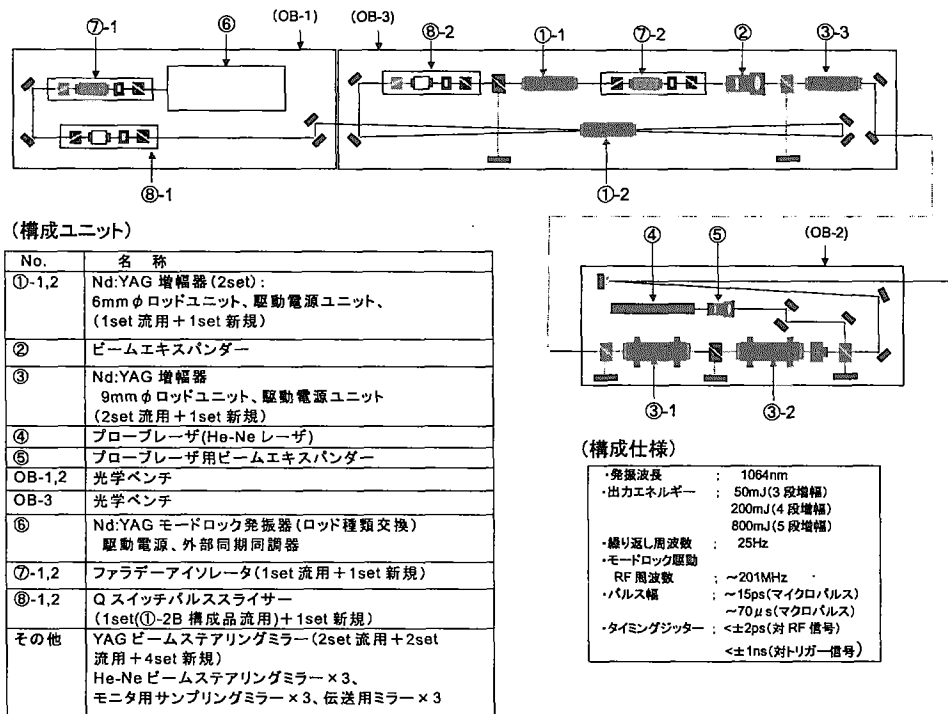 ⑦-1
⑥
(OB-1)
(OB-3)
⑧-2
①-1
⑦-2
②
③-3
⑧-1
①-2
(構成ユニット)
No. 名 称
①-1,2 Nd:YAG 増幅器(2set):
6mmφロッドユニット、駆動電源ユニット、
(1set 流用+1set 新規)
② ビームエキスパンダー
③ Nd:YAG 増幅器
9mmφロッドユニット、駆動電源ユニット
(2set 流用+1set 新規)
④ プローブレーザ(He-Ne レーザ)
⑤ プローブレーザ用ビームエキスパンダー
OB-1,2 光学ベンチ
OB-3 光学ベンチ
⑥ Nd:YAG モードロック発振器(ロッド種類交換)
駆動電源、外部同期同調器
⑦-1,2 ファラデーアイソレータ(1set 流用+1set 新規)
⑧-1,2 Q スイッチパルススライサー
(1set(①-2B 構成品流用)+1set 新規)
その他 YAG ビームステアリングミラー(2set 流用+2set
流用+4set 新規)
He-Ne ビームステアリングミラー×3、
モニタ用サンプリングミラー×3、伝送用ミラー×3
④
⑤
(OB-2)
③-1
③-2
(構成仕様)
・発振波長 ; 1064nm
・出力エネルギー ; 50mJ(3 段増幅)
200mJ(4 段増幅)
800mJ(5 段増幅)
・繰り返し周波数 ; 25Hz
・モードロック駆動
RF 周波数 ; ~201MHz
・パルス幅 ; ~15ps(マイクロパルス)
~70μs(マクロパルス)
・タイミングジッター ; <±2ps(対 RF 信号)
<±1ns(対トリガー信号)